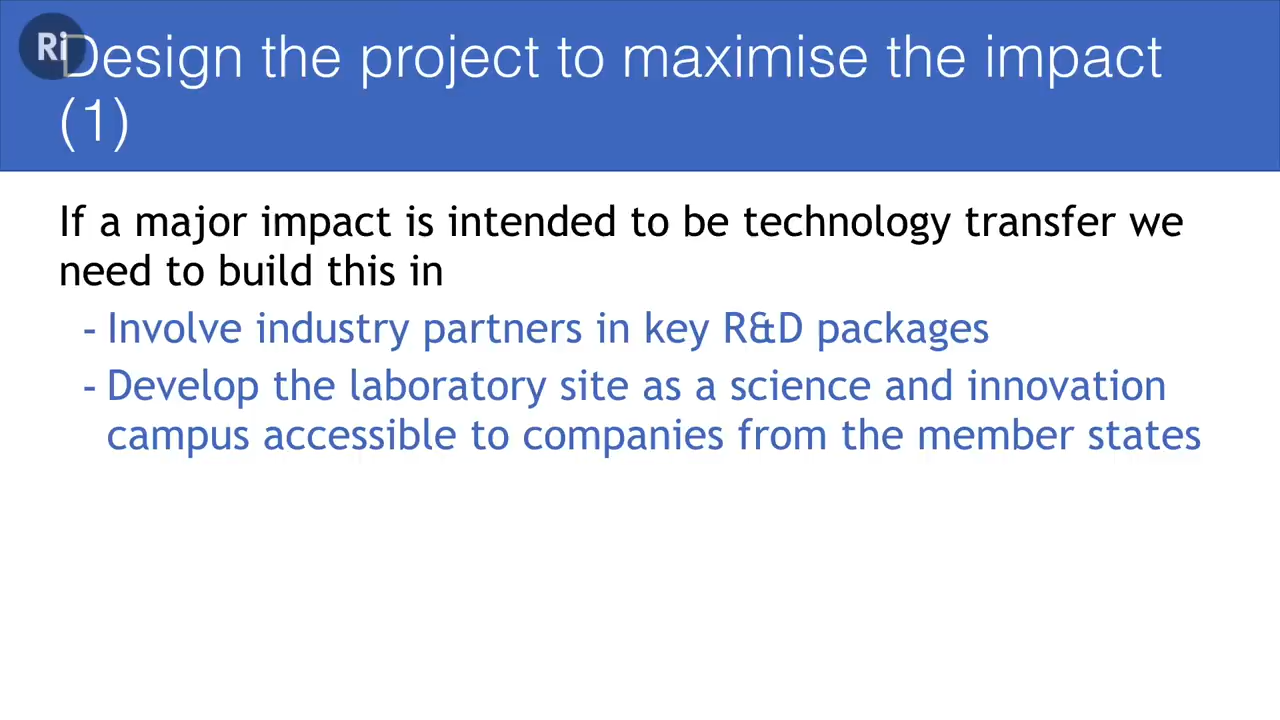 Ri
Design the project to maximise the impact
(1)
If a major impact is intended to be technology transfer we
need to build this in
- Involve industry partners in key R&D packages
- Develop the laboratory site as a science and innovation
campus accessible to companies from the member states